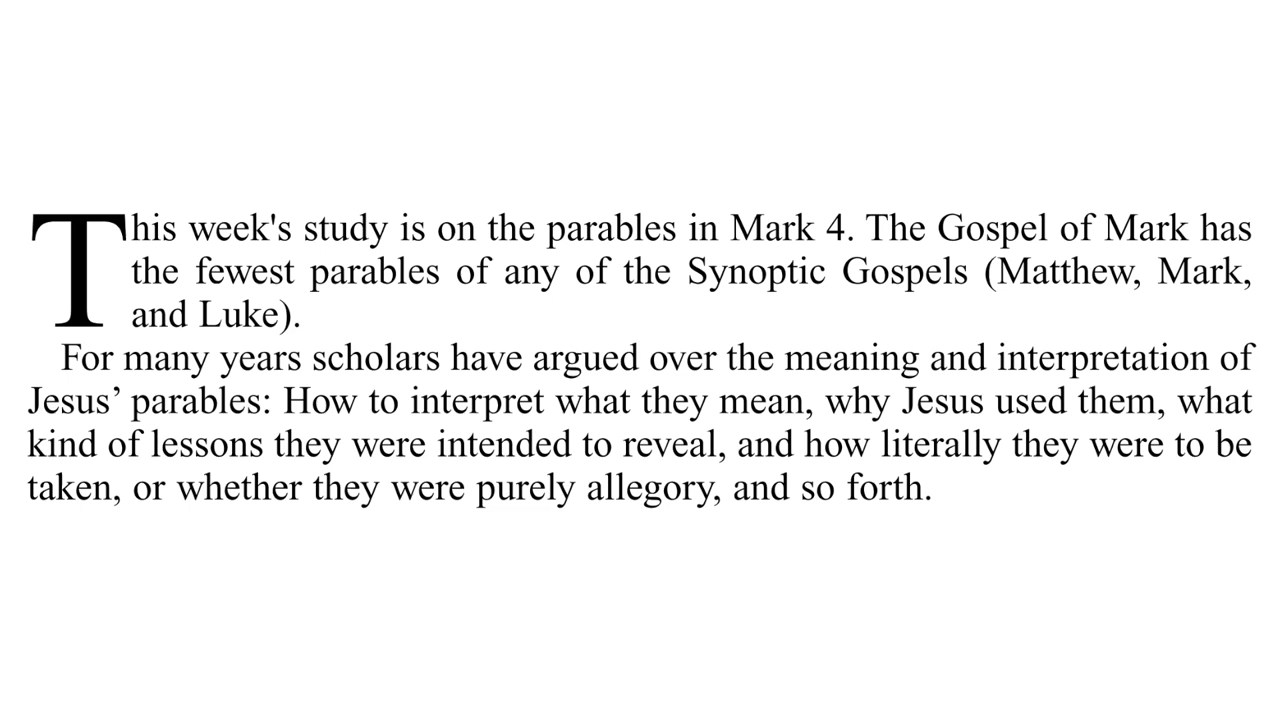 This week's study is on the parables in Mark 4. The Gospel of Mark has
the fewest parables of any of the Synoptic Gospels (Matthew, Mark,
and Luke).
For many years scholars have argued over the meaning and interpretation of
Jesus’ parables: How to interpret what they mean, why Jesus used them, what
kind of lessons they were intended to reveal, and how literally they were to be
taken, or whether they were purely allegory, and so forth.